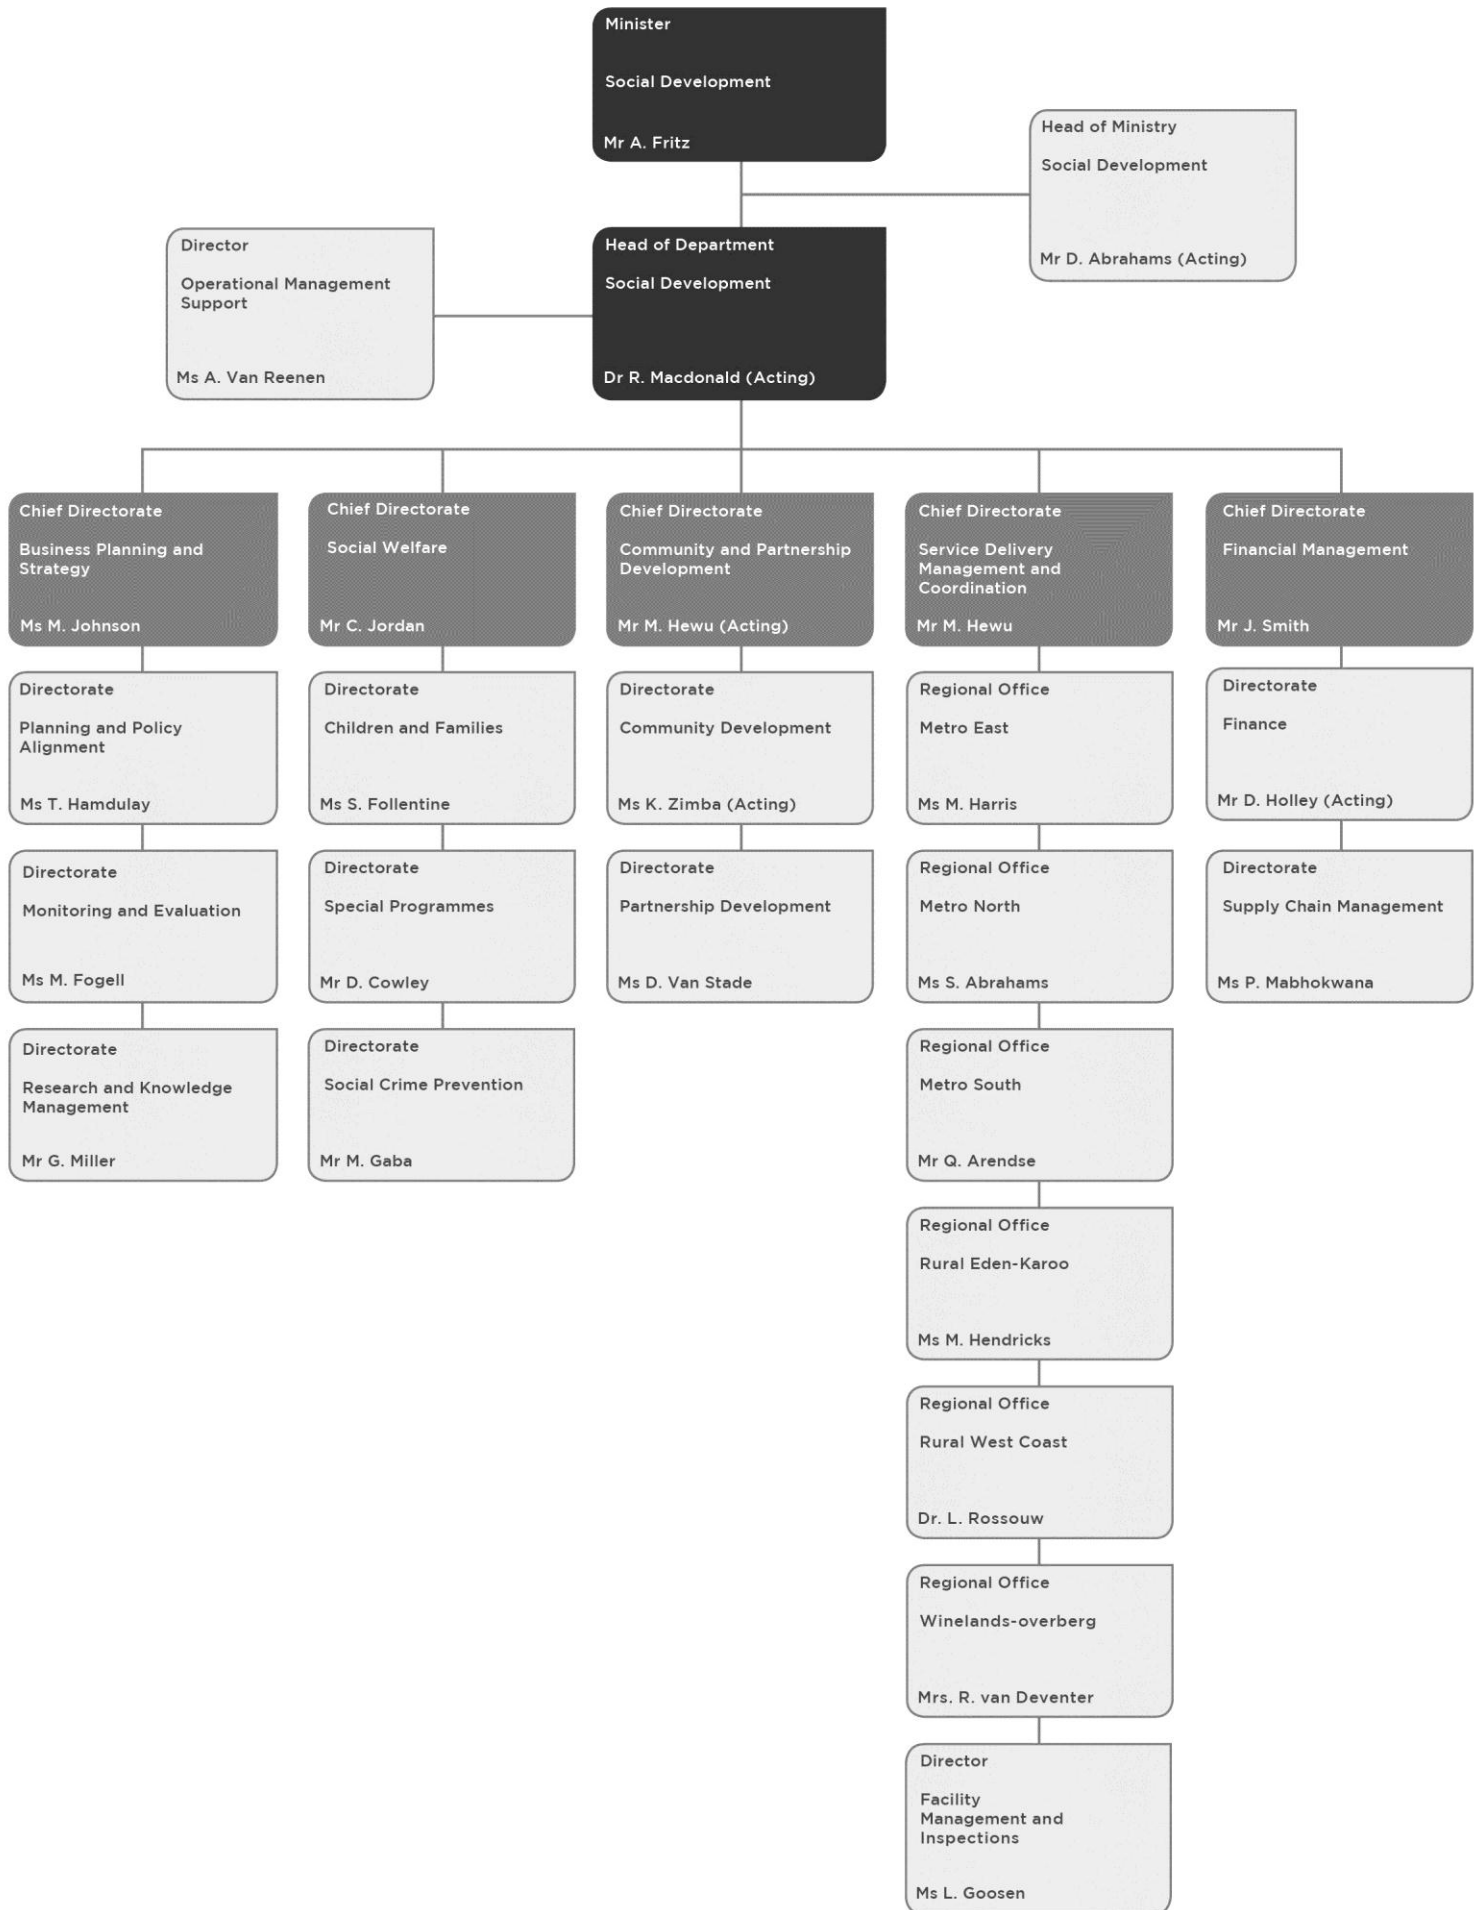 Minister
Social Development
Mr A. Fritz
Head of Ministry
Social Development
Mr D. Abrahams (Acting)
Director
Operational Management
Support
Ms A. Van Reenen
Head of Department
Social Development
Dr R. Macdonald (Acting)
Chief Directorate
Business Planning and
Strategy
Ms M. Johnson
Directorate
Planning and Policy
Alignment
Ms T. Hamdulay
Directorate
Monitoring and Evaluation
Ms M. Fogell
Directorate
Research and Knowledge
Management
Mr G. Miller
Chief Directorate
Social Welfare
Mr C. Jordan
Directorate
Children and Families
Ms S. Follentine
Directorate
Special Programmes
Mr D. Cowley
Directorate
Social Crime Prevention
Mr M. Gaba
Chief Directorate
Community and Partnership
Development
Mr M. Hewu (Acting)
Directorate
Community Development
Ms K. Zimba (Acting)
Directorate
Partnership Development
Ms D. Van Stade
Chief Directorate
Service Delivery
Management and
Coordination
Mr M. Hewu
Regional Office
Metro East
Ms M. Harris
Regional Office
Metro North
Ms S. Abrahams
Regional Office
Metro South
Mr Q. Arendse
Regional Office
Rural Eden-Karoo
Ms M. Hendricks
Regional Office
Rural West Coast
Dr. L. Rossouw
Regional Office
Winelands-overberg
Mrs. R. van Deventer
Director
Facility
Management and
Inspections
Ms L. Goosen
Chief Directorate
Financial Management
Mr J. Smith
Directorate
Finance
Mr D. Holley (Acting)
Directorate
Supply Chain Management
Ms P. Mabhokwana